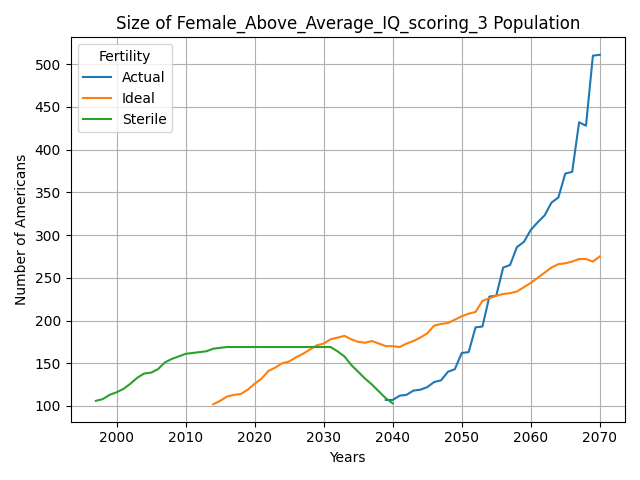 Size of Female_Above_Average_IQ_scoring_3 Population
Fertility
Actual
Ideal
Sterile
Number of Americans
500
450
400
350
300
250
200
150
100
2000 2010 2020 2030 2040 2050 2060 2070
Years